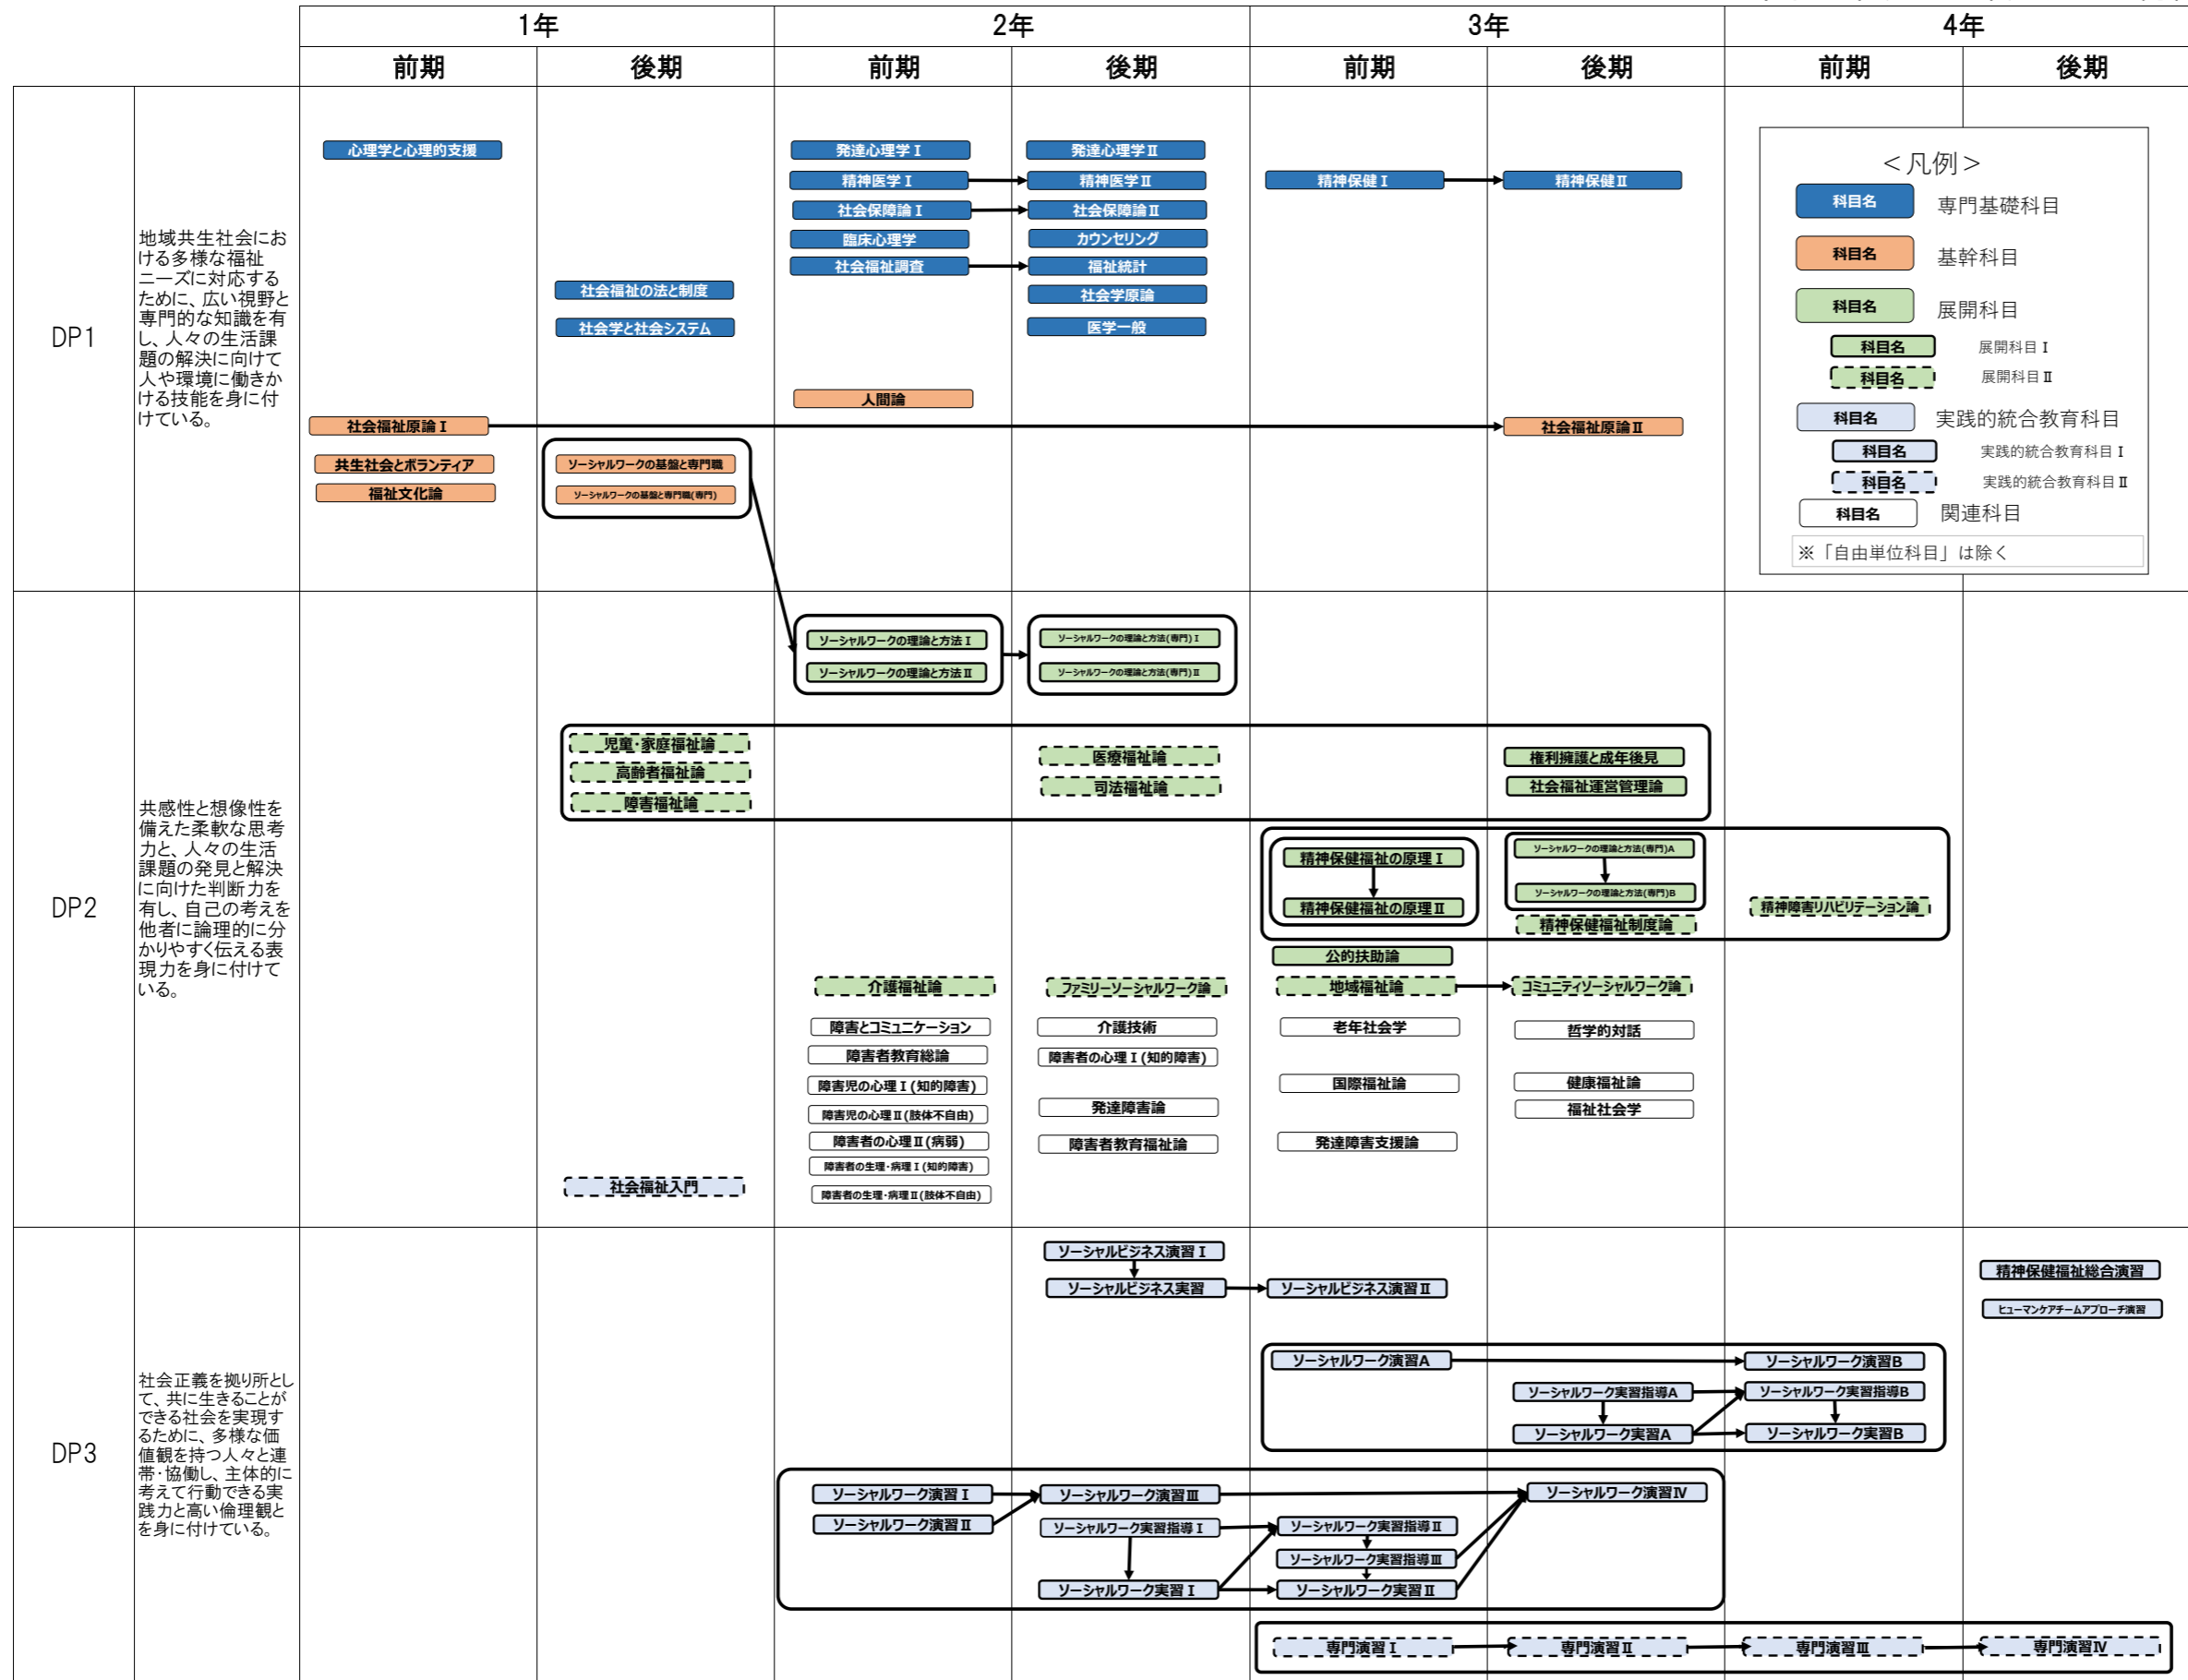 1年
2年
3年
4年
前期
後期
前期
後期
前期
後期
前期
後期
DP1
地域共生社会にお
ける多様な福祉
ニーズに対応する
ために、広い視野と
専門的な知識を有
し、人々の生活課
題の解決に向けて
人や環境に働きか
ける技能を身に付
けている。
心理学と心理的支援
発達心理学Ⅰ
発達心理学Ⅱ
精神医学Ⅰ
精神医学Ⅱ
精神保健Ⅰ
精神保健Ⅱ
社会保障論Ⅰ
社会保障論Ⅱ
臨床心理学
カウンセリング
社会福祉調査
福祉統計
社会福祉の法と制度
社会学原論
社会学と社会システム
医学一般
人間論
社会福祉原論Ⅰ
社会福祉原論Ⅱ
共生社会とボランティア
ソーシャルワークの基盤と専門職
福祉文化論
ソーシャルワークの基盤と専門職(専門)
<凡例>
科目名
専門基礎科目
科目名
基幹科目
科目名
展開科目
科目名
展開科目Ⅰ
科目名
展開科目Ⅱ
科目名
実践的統合教育科目
科目名
実践的統合教育科目Ⅰ
科目名
実践的統合教育科目Ⅱ
科目名
関連科目
※「自由単位科目」は除く
DP2
共感性と想像性を
備えた柔軟な思考
力と、人々の生活
課題の発見と解決
に向けた判断力を
有し、自己の考えを
他者に論理的に分
かりやすく伝える表
現力を身に付けて
いる。
ソーシャルワークの理論と方法Ⅰ
ソーシャルワークの理論と方法(専門)Ⅰ
ソーシャルワークの理論と方法Ⅱ
ソーシャルワークの理論と方法(専門)Ⅱ
児童・家庭福祉論
医療福祉論
権利擁護と成年後見
高齢者福祉論
司法福祉論
社会福祉運営管理論
障害福祉論
精神保健福祉の原理Ⅰ
ソーシャルワークの理論と方法(専門)A
ソーシャルワークの理論と方法(専門)B
精神保健福祉の原理Ⅱ
精神障害リハビリテーション論
精神保健福祉制度論
公的扶助論
介護福祉論
ファミリーソーシャルワーク論
地域福祉論
コミュニティソーシャルワーク論
障害とコミュニケーション
介護技術
老年社会学
哲学的対話
障害者教育総論
障害者の心理Ⅰ(知的障害)
障害児の心理Ⅰ(知的障害)
国際福祉論
健康福祉論
障害児の心理Ⅱ(肢体不自由)
発達障害論
福祉社会学
障害者の心理Ⅱ(病弱)
障害者教育福祉論
発達障害支援論
障害者の生理・病理Ⅰ(知的障害)
社会福祉入門
障害者の生理・病理Ⅱ(肢体不自由)
DP3
社会正義を拠り所とし
て、共に生きることが
できる社会を実現す
るために、多様な価
値観を持つ人々と連
帯・協働し、主体的に
考えて行動できる実
践力と高い倫理観と
を身に付けている。
ソーシャルビジネス演習Ⅰ
ソーシャルビジネス実習
ソーシャルビジネス演習Ⅱ
精神保健福祉総合演習
ヒューマンケアチームアプローチ演習
ソーシャルワーク演習A
ソーシャルワーク演習B
ソーシャルワーク実習指導A
ソーシャルワーク実習指導B
ソーシャルワーク実習A
ソーシャルワーク実習B
ソーシャルワーク演習Ⅰ
ソーシャルワーク演習Ⅲ
ソーシャルワーク演習Ⅳ
ソーシャルワーク演習Ⅱ
ソーシャルワーク実習指導Ⅰ
ソーシャルワーク実習指導Ⅱ
ソーシャルワーク実習指導Ⅲ
ソーシャルワーク実習Ⅰ
ソーシャルワーク実習Ⅱ
専門演習Ⅰ
専門演習Ⅱ
専門演習Ⅲ
専門演習Ⅳ